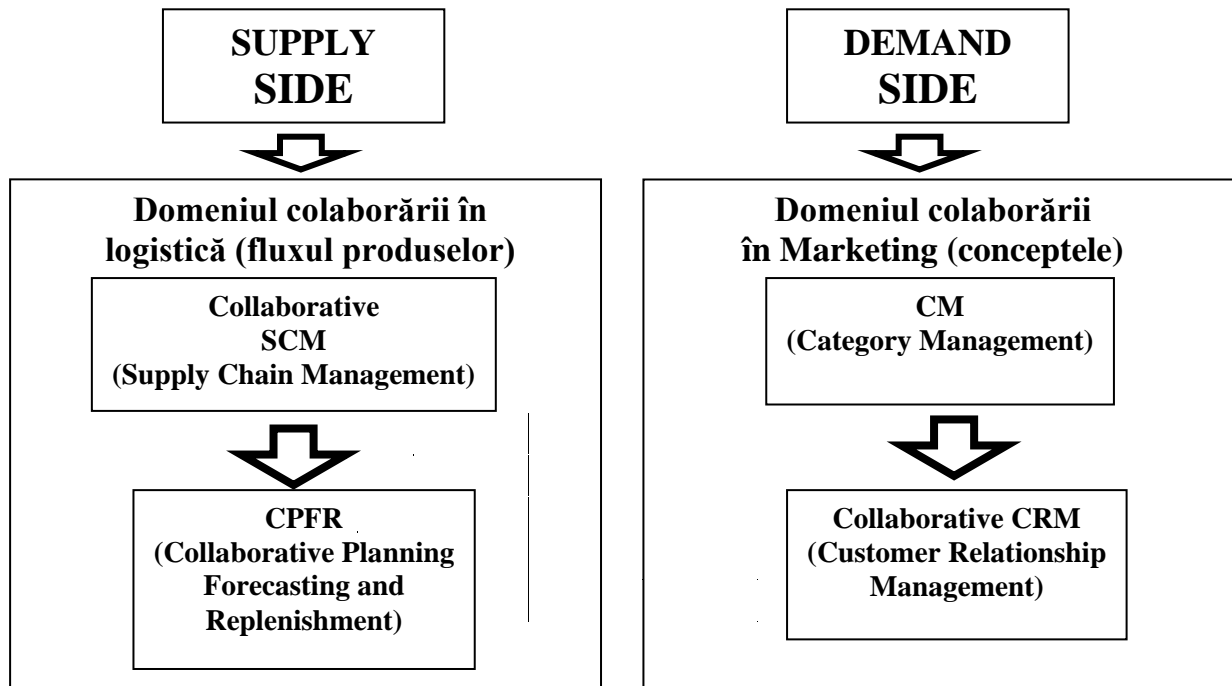 SUPPLY
SIDE
Domeniul colaborării în
logistică (fluxul produselor)
Collaborative
SCM
(Supply Chain Management)
CPFR
(Collaborative Planning
Forecasting and
Replenishment)
DEMAND
SIDE
Domeniul colaborării
în Marketing (conceptele)
CM
(Category Management)
Collaborative CRM
(Customer Relationship
Management)